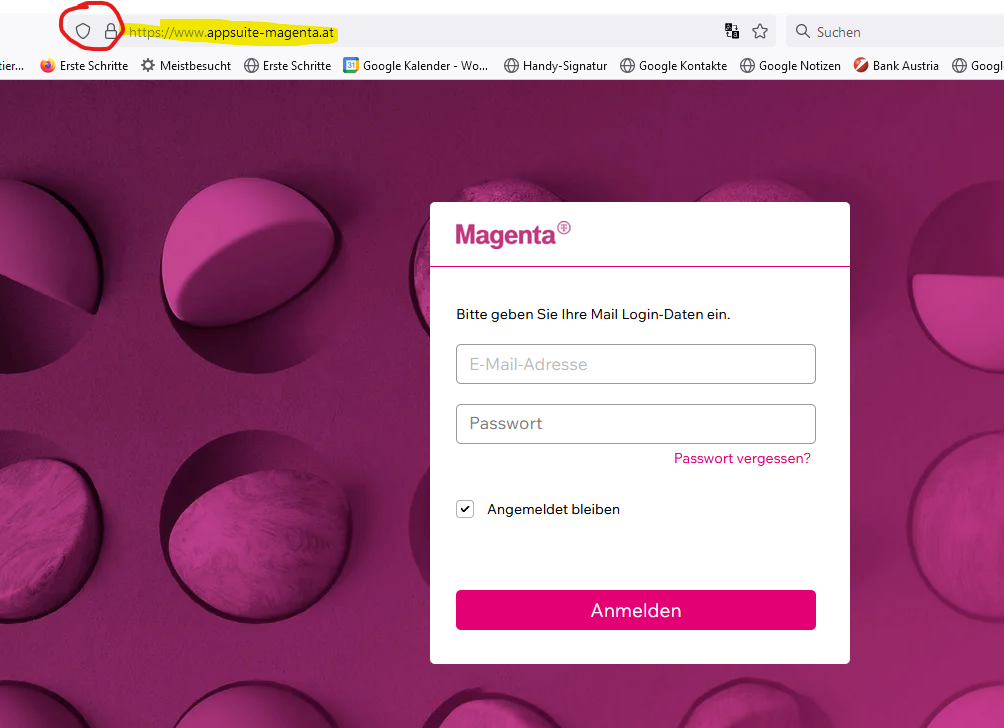 https://www.appsuite-magenta.at
Suchen
Erste Schritte
Meistbesucht
Erste Schritte
31
Google Kalender - Wo...
Handy-Signatur
Google Kontakte
Google Notizen
Bank Austria
Magenta
T
Bitte geben Sie Ihre Mail Login-Daten ein.
E-Mail-Adresse
Passwort
Passwort vergessen?
Angemeldet bleiben
Anmelden